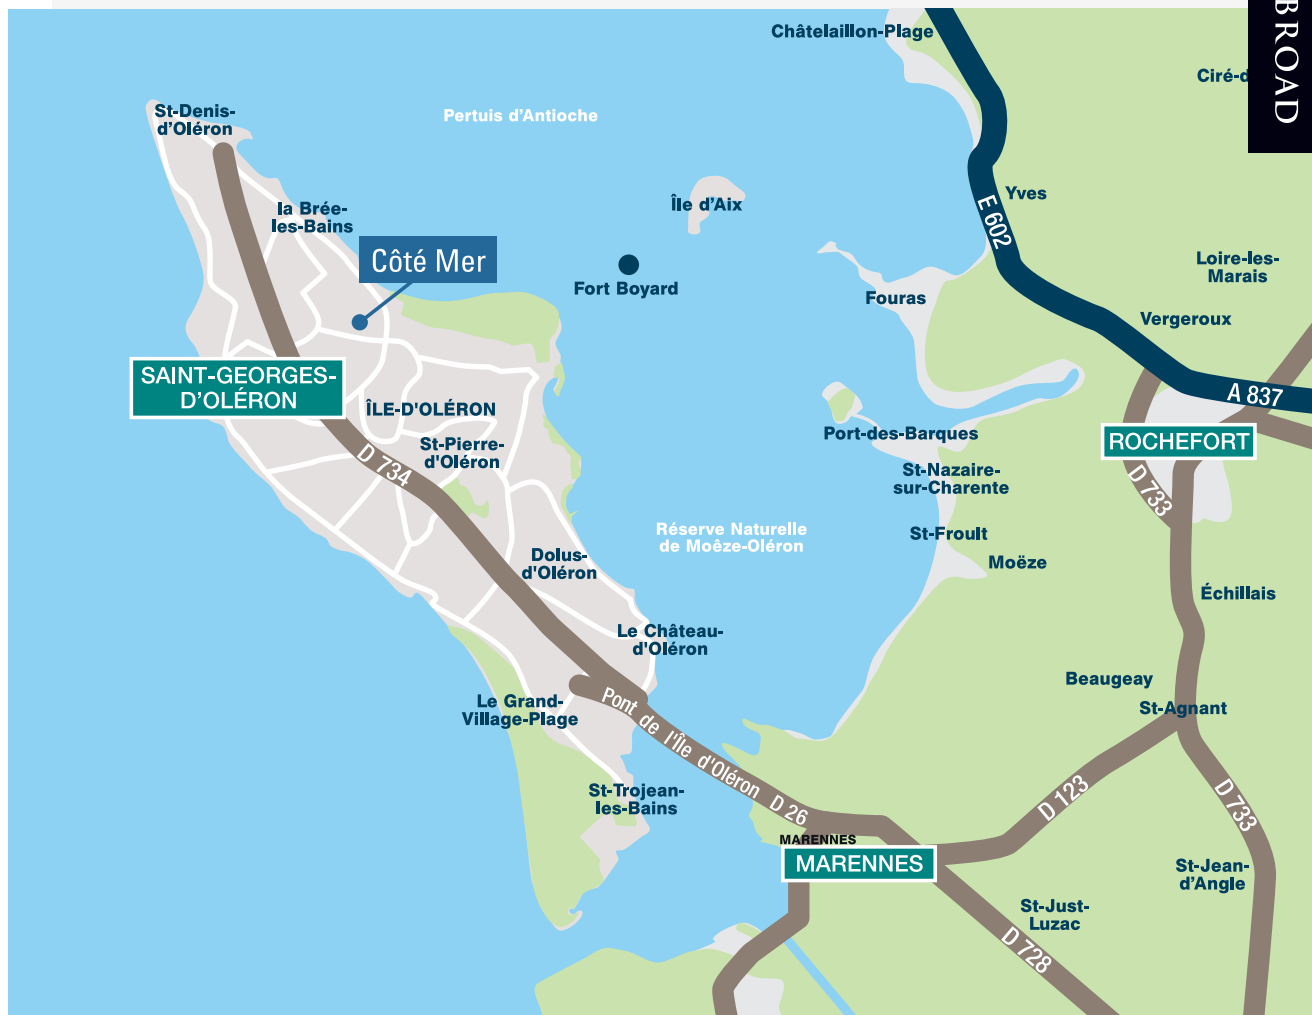 BROAD
Châtelaillon-Plage
Ciré-d
St-Denis-
d'Oléron
Pertuis d'Antioche
Île d'Aix
Yves
la Brée-
les-Bains
E 602
Côté Mer
Loire-les-
Marais
Fort Boyard
Fouras
Vergeroux
SAINT-GEORGES-
D'OLÉRON
A 837
ÎLE-D'OLÉRON
Port-des-Barques
ROCHEFORT
St-Pierre-
d'Oléron
D 734
St-Nazaire-
sur-Charente
D 733
Réserve Naturelle
de Moêze-Oléron
St-Froult
Moëze
Dolus-
d'Oléron
Échillais
Le Château-
d'Oléron
Beaugeay
Le Grand-
Village-Plage
St-Agnant
Pont de l'Île d'Oléron D 26
St-Trojean-
les-Bains
D 123
D 733
MARENNES
MARENNES
St-Jean-
d'Angle
St-Just-
Luzac
D 728